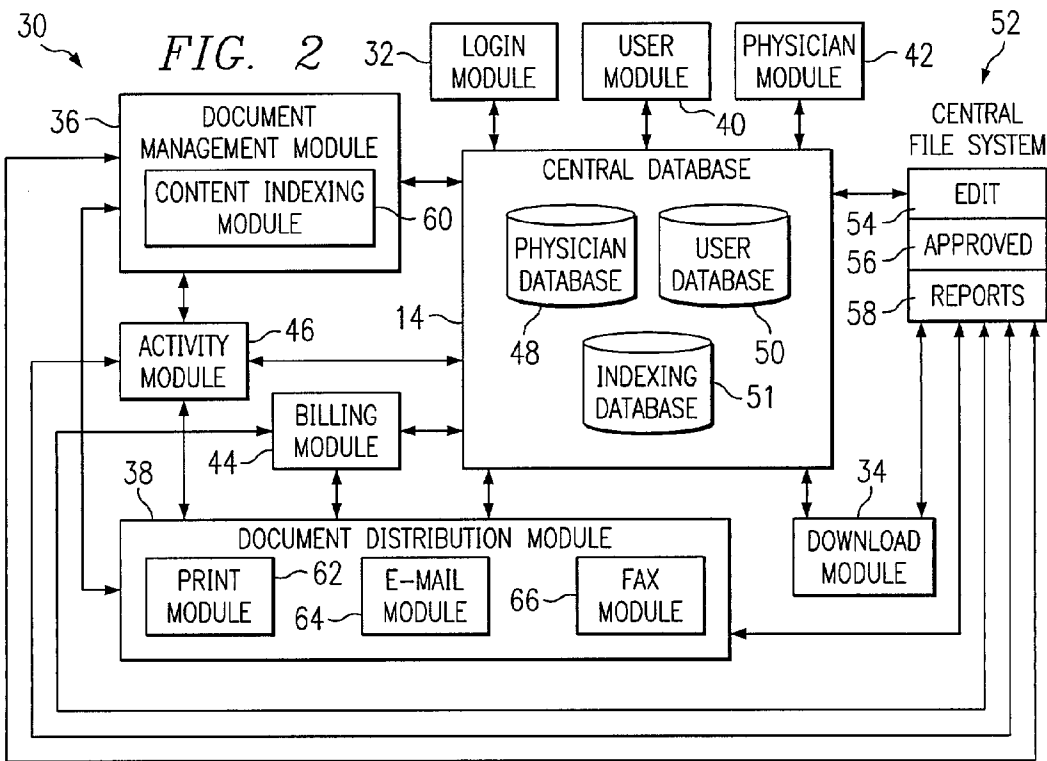 30
FIG. 2
32
LOGIN
MODULE
USER
MODULE
40
PHYSICIAN
MODULE
42
52
36
DOCUMENT
MANAGEMENT MODULE
CONTENT INDEXING
MODULE
60
CENTRAL DATABASE
PHYSICIAN
DATABASE
48
USER
DATABASE
50
INDEXING
DATABASE
51
14
CENTRAL
FILE SYSTEM
EDIT
54
APPROVED
56
REPORTS
58
ACTIVITY
MODULE
46
BILLING
MODULE
44
38
DOCUMENT DISTRIBUTION MODULE
PRINT
MODULE
62
E-MAIL
MODULE
64
FAX
MODULE
66
34
DOWNLOAD
MODULE